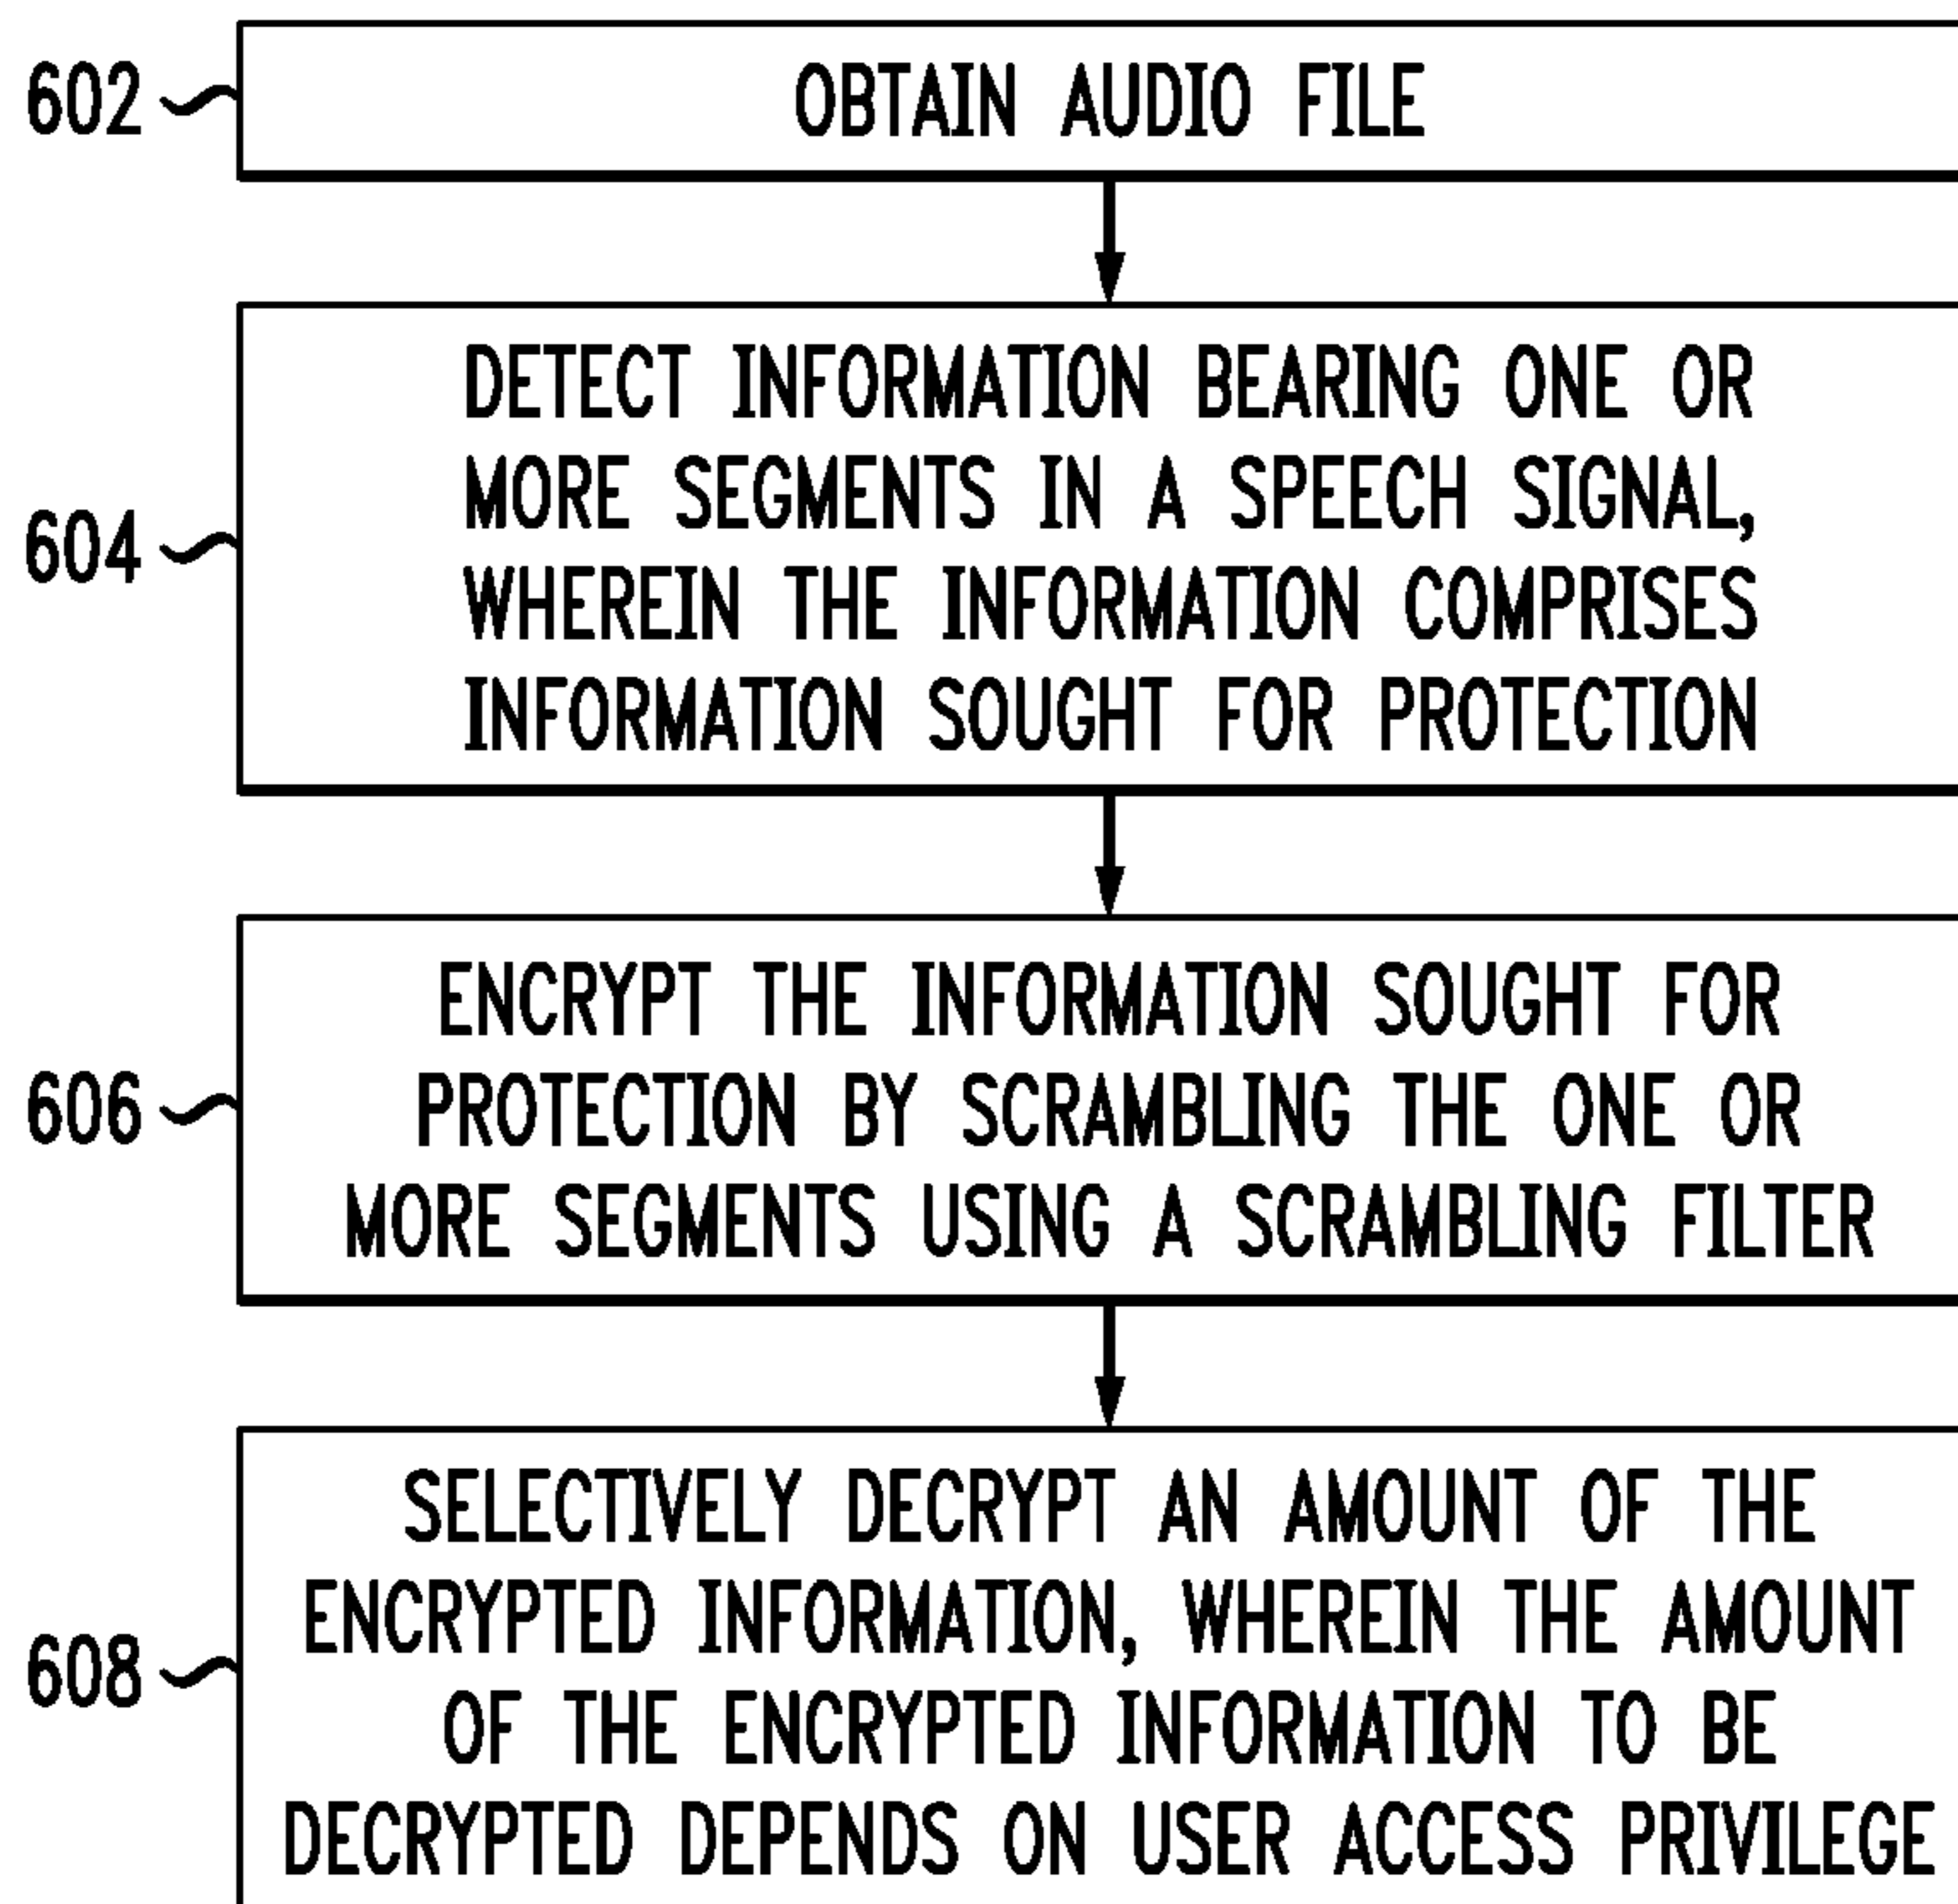 602
OBTAIN AUDIO FILE
604
DETECT INFORMATION BEARING ONE OR
MORE SEGMENTS IN A SPEECH SIGNAL,
WHEREIN THE INFORMATION COMPRISES
INFORMATION SOUGHT FOR PROTECTION
606
ENCRYPT THE INFORMATION SOUGHT FOR
PROTECTION BY SCRAMBLING THE ONE OR
MORE SEGMENTS USING A SCRAMBLING FILTER
608
SELECTIVELY DECRYPT AN AMOUNT OF THE
ENCRYPTED INFORMATION, WHEREIN THE AMOUNT
OF THE ENCRYPTED INFORMATION TO BE
DECRYPTED DEPENDS ON USER ACCESS PRIVILEGE